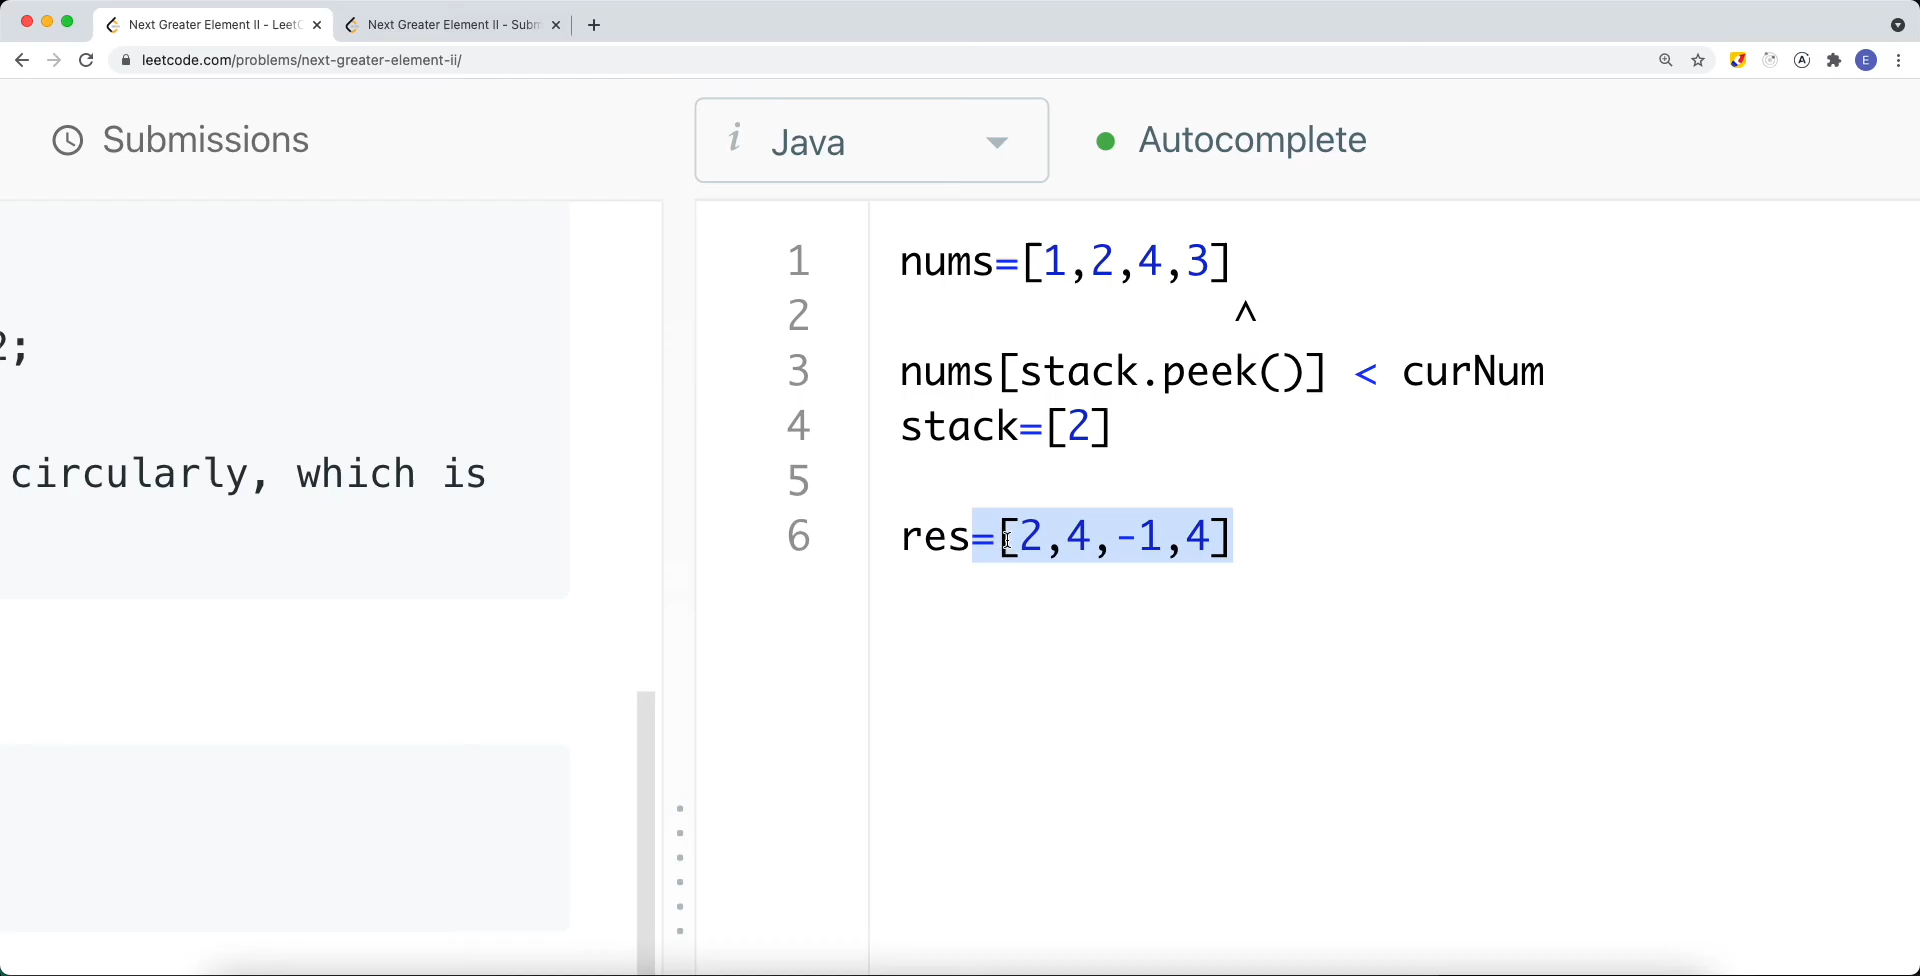 Next Greater Element II - LeetC
Next Greater Element II - Subm
leetcode.com/problems/next-greater-element-ii/
A
E
Submissions
i Java
Autocomplete
2;
circularly, which is
1 nums=[1,2,4,3]
2 ^
3 nums[stack.peek()] < curNum
4 stack=[2]
5
6 res=[2,4,-1,4]